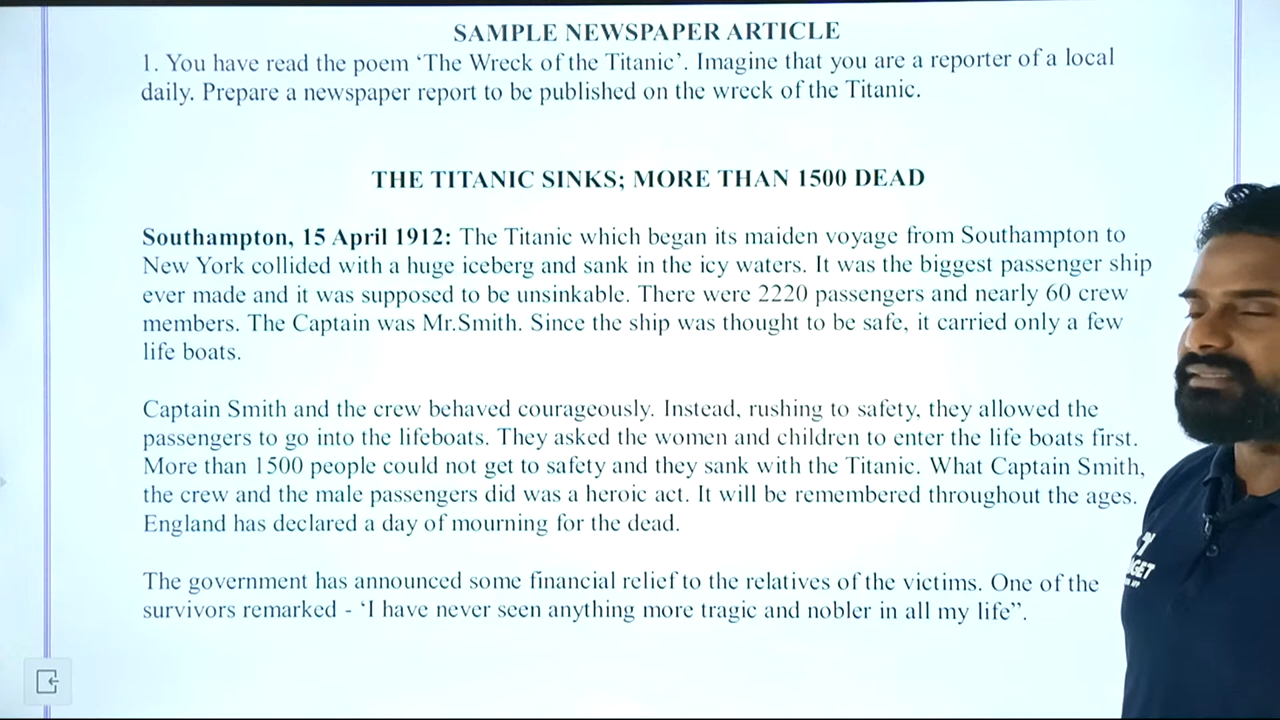 SAMPLE NEWSPAPER ARTICLE
1. You have read the poem ‘The Wreck of the Titanic’. Imagine that you are a reporter of a local
daily. Prepare a newspaper report to be published on the wreck of the Titanic.
THE TITANIC SINKS; MORE THAN 1500 DEAD
Southampton, 15 April 1912: The Titanic which began its maiden voyage from Southampton to
New York collided with a huge iceberg and sank in the icy waters. It was the biggest passenger ship
ever made and it was supposed to be unsinkable. There were 2220 passengers and nearly 60 crew
members. The Captain was Mr.Smith. Since the ship was thought to be safe, it carried only a few
life boats.
Captain Smith and the crew behaved courageously. Instead, rushing to safety, they allowed the
passengers to go into the lifeboats. They asked the women and children to enter the life boats first.
More than 1500 people could not get to safety and they sank with the Titanic. What Captain Smith,
the crew and the male passengers did was a heroic act. It will be remembered throughout the ages.
England has declared a day of mourning for the dead.
The government has announced some financial relief to the relatives of the victims. One of the
survivors remarked - ‘I have never seen anything more tragic and nobler in all my life”.